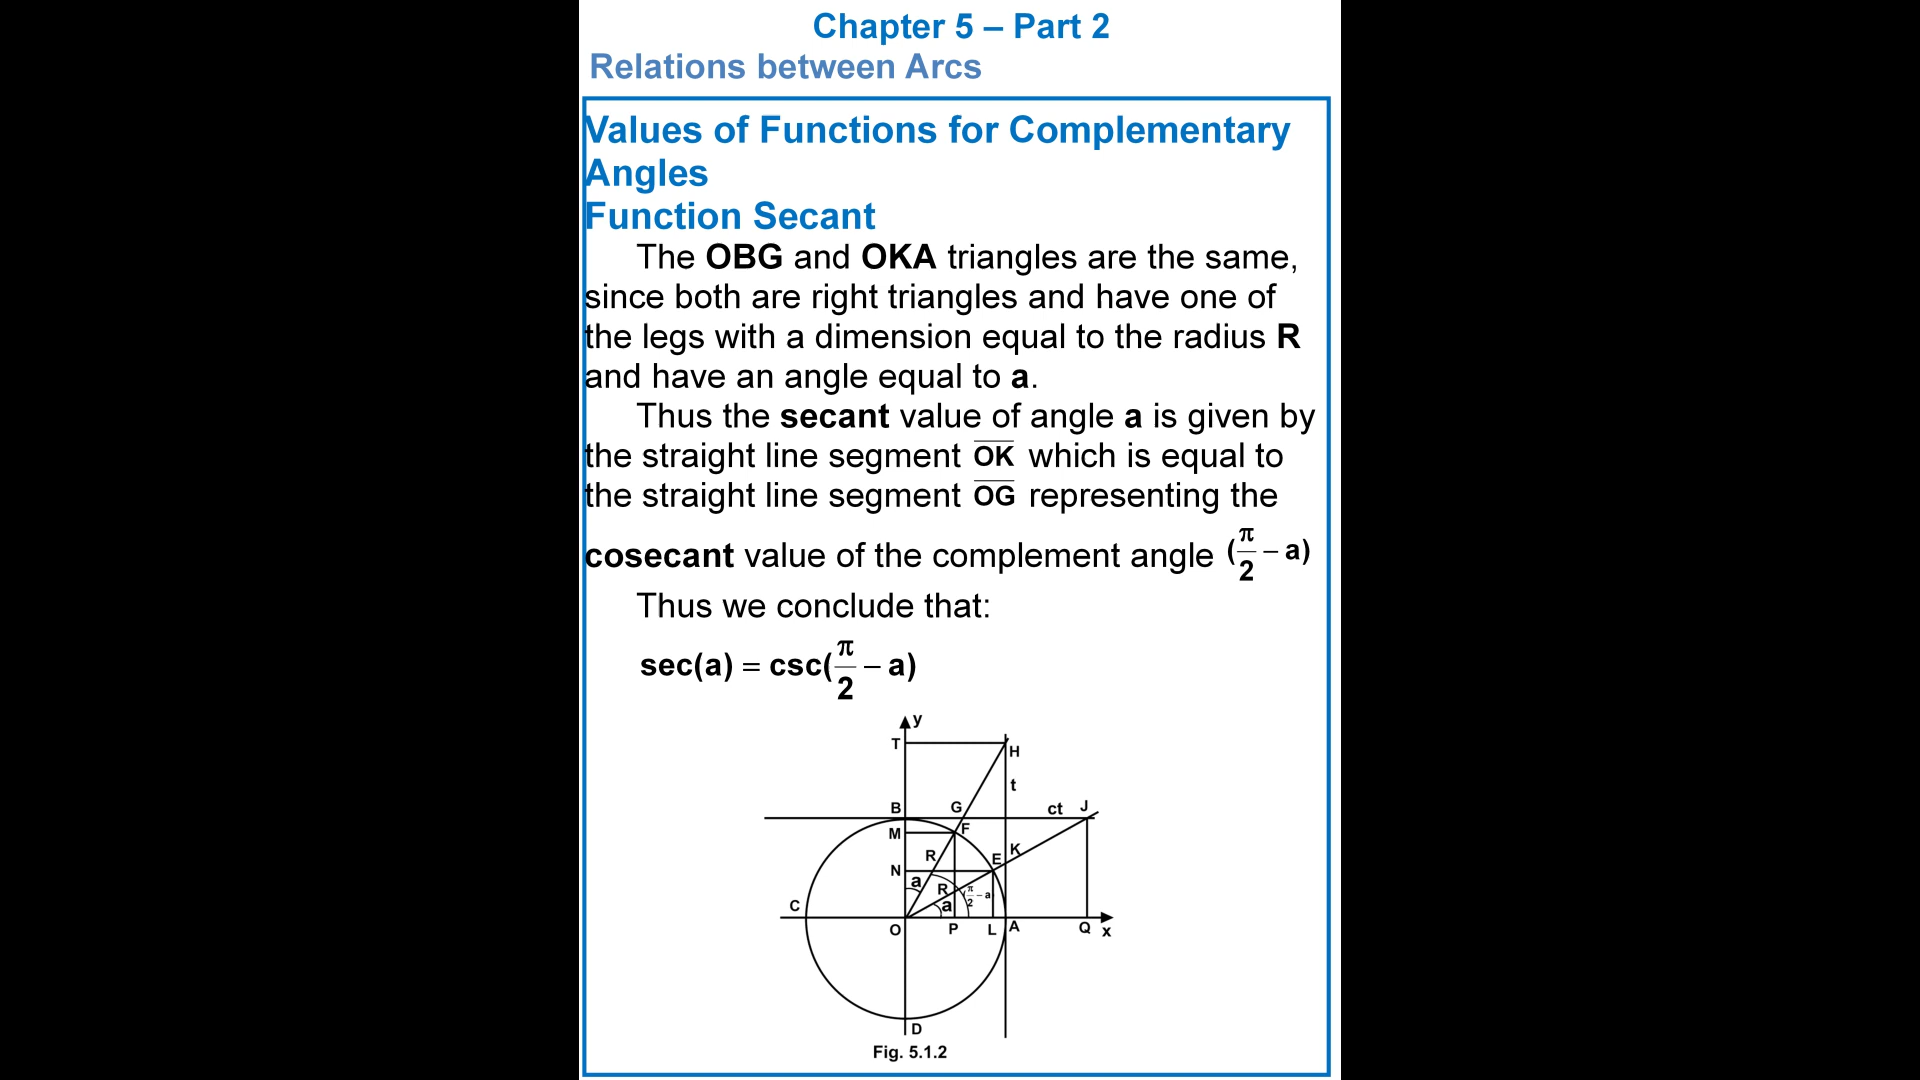 Chapter 5 – Part 2
Relations between Arcs
Values of Functions for Complementary
Angles
Function Secant
The OBG and OKA triangles are the same,
since both are right triangles and have one of
the legs with a dimension equal to the radius R
and have an angle equal to a.
Thus the secant value of angle a is given by
the straight line segment OK which is equal to
the straight line segment OG representing the
cosecant value of the complement angle (π/2 − a)
Thus we conclude that:
sec(a) = csc(π/2 − a)
y
T
H
t
B
G
ct
J
M
F
R
E
K
N
a
R
π/2 − a
C
a
O
P
L
A
Q
x
D
Fig. 5.1.2